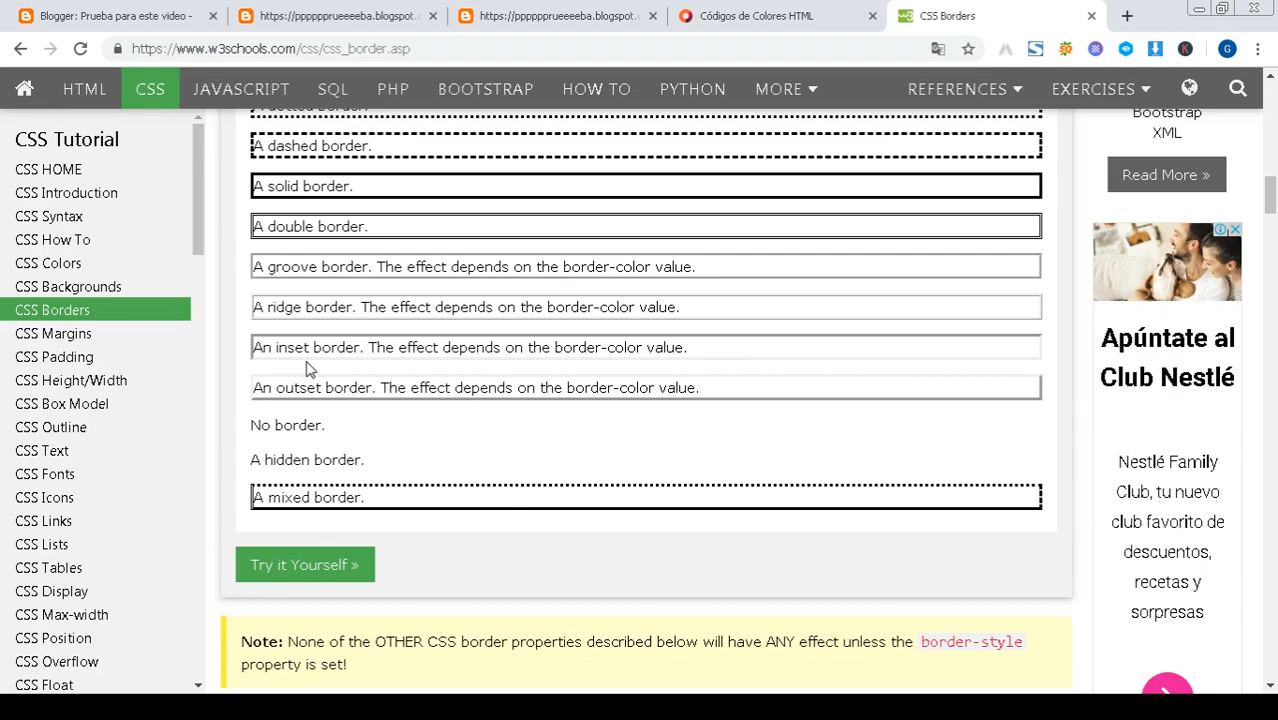 Blogger: Prueba para este video -
https://ppppppprueeeeba.blogspot.
https://ppppppprueeeeba.blogspot.
Códigos de Colores HTML
CSS Borders
https://www.w3schools.com/css/css_border.asp
HTML CSS JAVASCRIPT SQL PHP BOOTSTRAP HOW TO PYTHON MORE REFERENCES EXERCISES
CSS Tutorial
CSS HOME
CSS Introduction
CSS Syntax
CSS How To
CSS Colors
CSS Backgrounds
CSS Borders
CSS Margins
CSS Padding
CSS Height/Width
CSS Box Model
CSS Outline
CSS Text
CSS Fonts
CSS Icons
CSS Links
CSS Lists
CSS Tables
CSS Display
CSS Max-width
CSS Position
CSS Overflow
CSS Float
A dotted border.
A dashed border.
A solid border.
A double border.
A groove border. The effect depends on the border-color value.
A ridge border. The effect depends on the border-color value.
An inset border. The effect depends on the border-color value.
An outset border. The effect depends on the border-color value.
No border.
A hidden border.
A mixed border.
Try it Yourself »
Note: None of the OTHER CSS border properties described below will have ANY effect unless the border-style
property is set!
Bootstrap
XML
Read More »
Apúntate al
Club Nestlé
Nestlé Family
Club, tu nuevo
club favorito de
descuentos,
recetas y
sorpresas